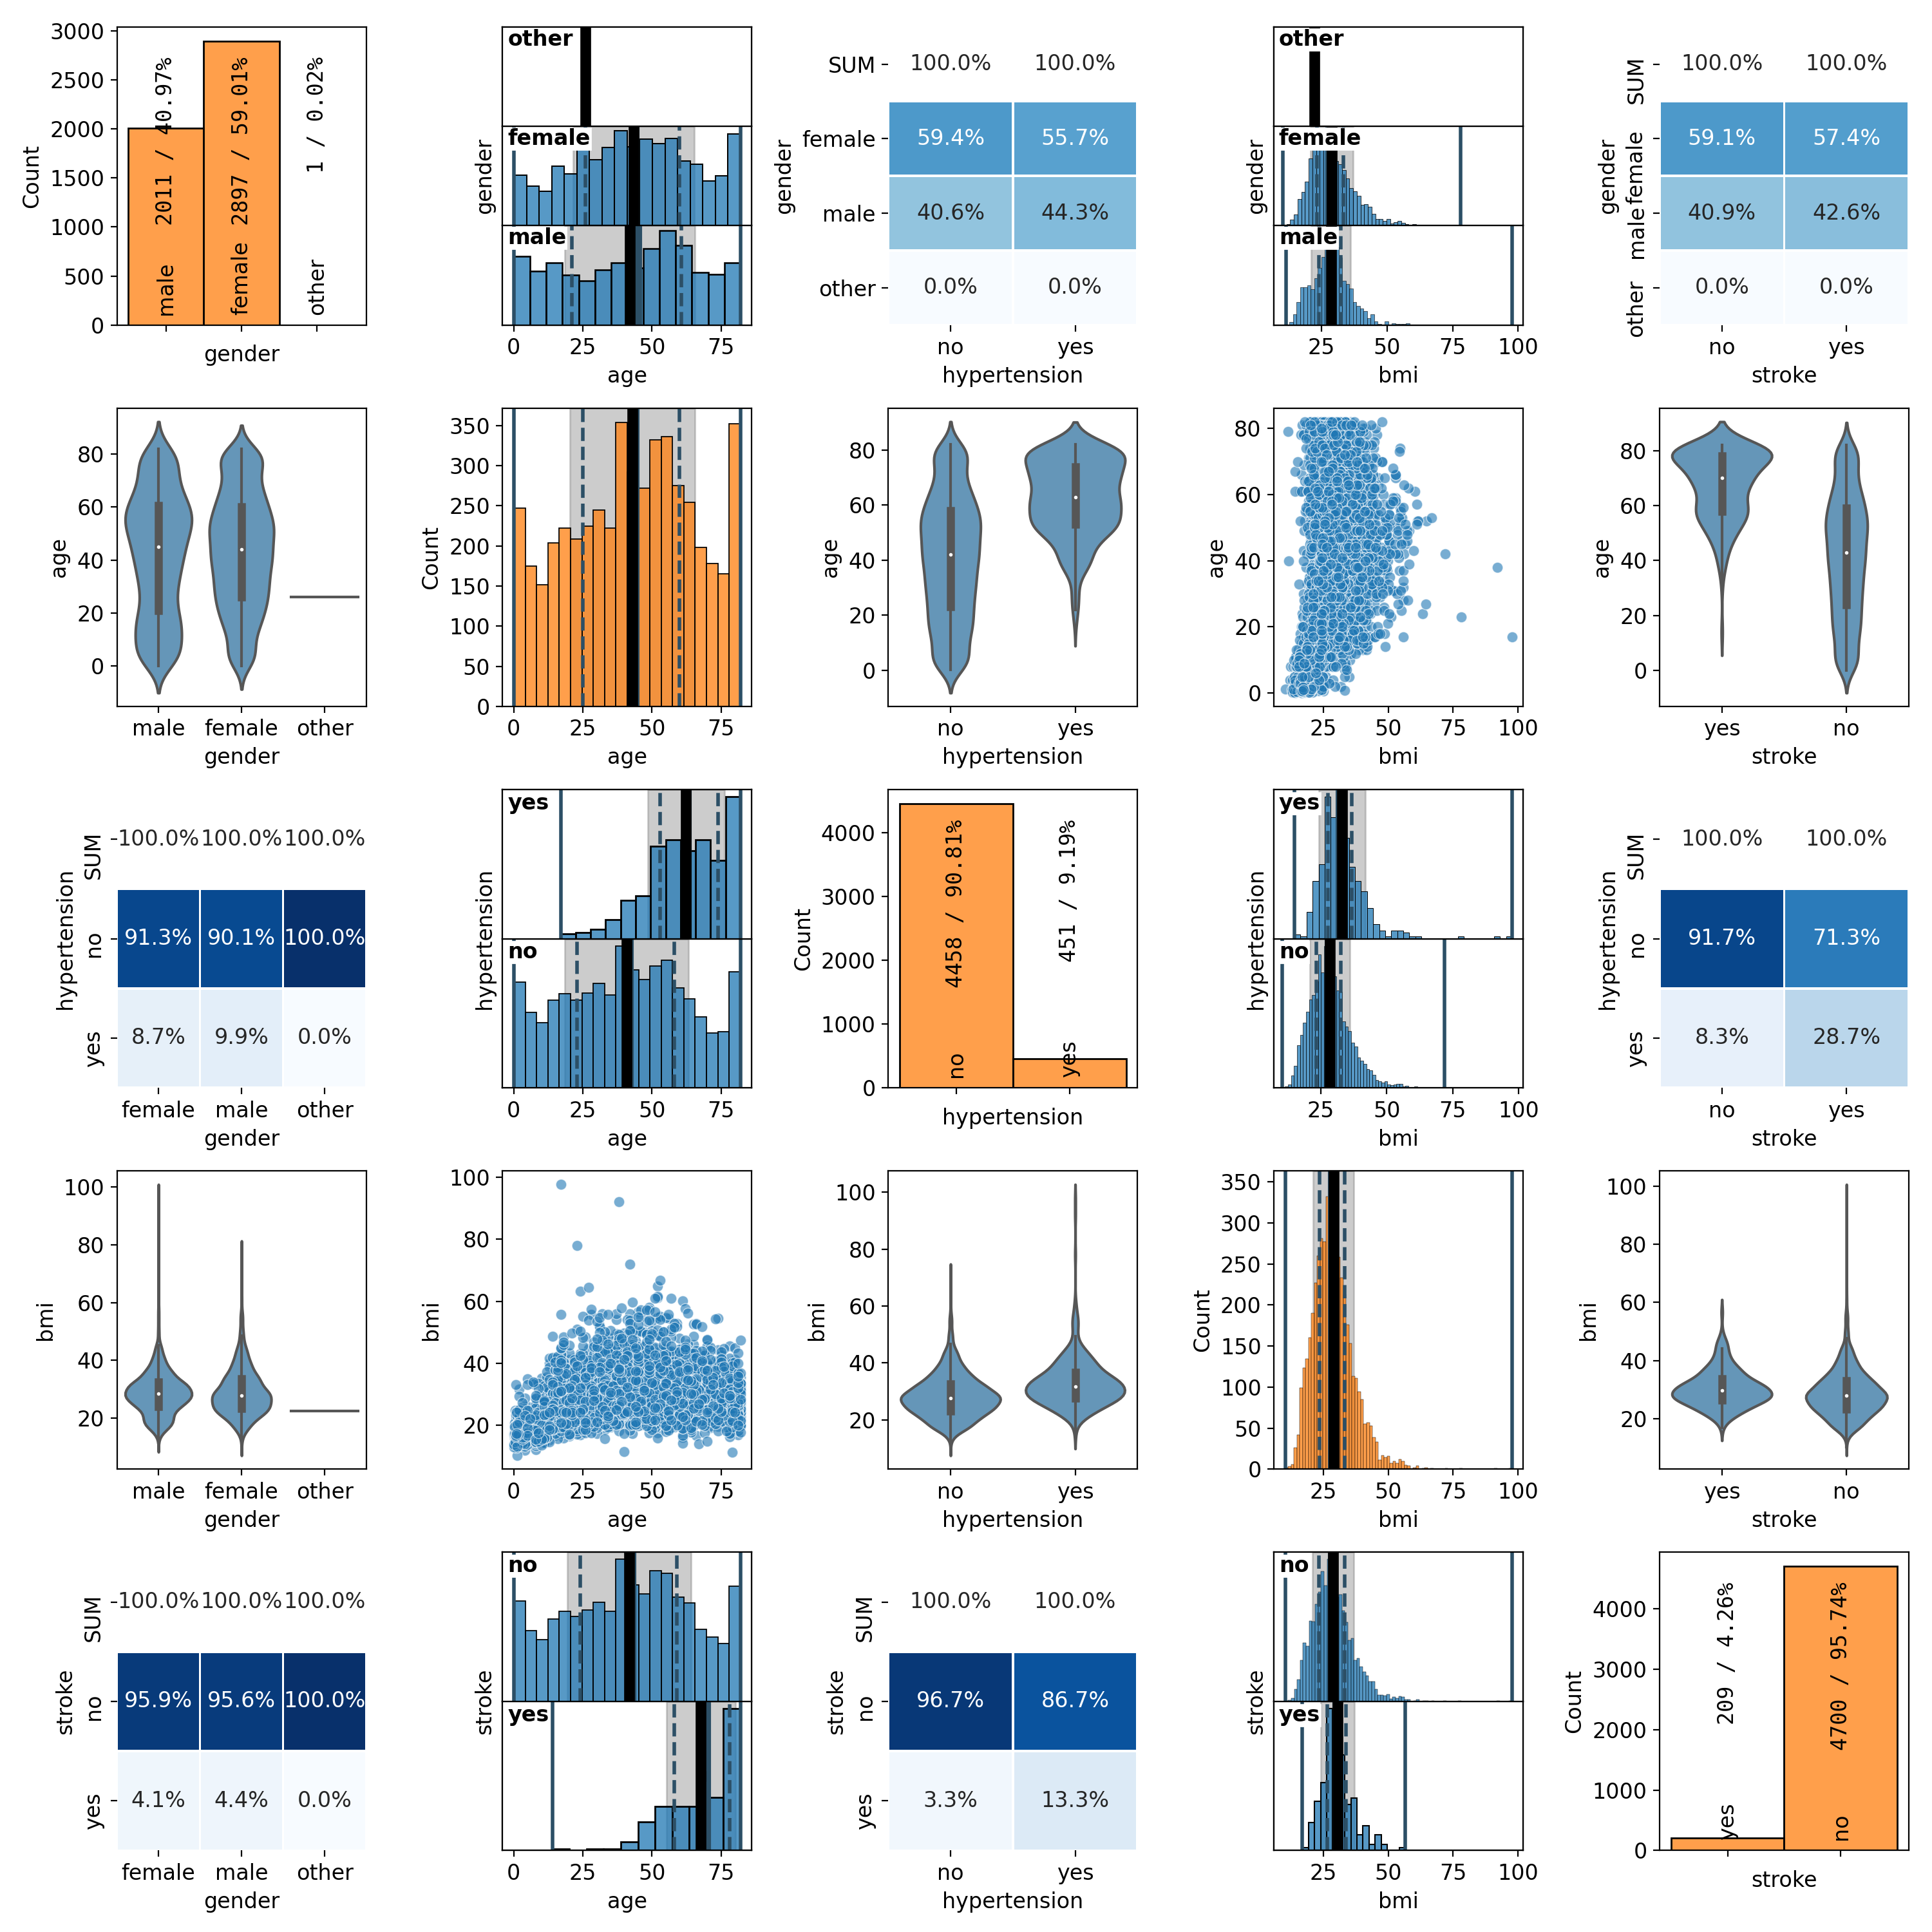 3000
2500
2000
1500
1000
500
0
Count
male 2011 / 40.97%
female 2897 / 59.01%
other 1 / 0.02%
gender
other
female
male
gender
0 25 50 75
age
SUM 100.0% 100.0%
female 59.4% 55.7%
male 40.6% 44.3%
other 0.0% 0.0%
gender
no yes
hypertension
other
female
male
gender
25 50 75 100
bmi
SUM 100.0% 100.0%
female 59.1% 57.4%
male 40.9% 42.6%
other 0.0% 0.0%
gender
no yes
stroke
80
60
40
20
0
age
male female other
gender
350
300
250
200
150
100
50
0
Count
0 25 50 75
age
80
60
40
20
0
age
no yes
hypertension
80
60
40
20
0
age
25 50 75 100
bmi
80
60
40
20
0
age
yes no
stroke
SUM 100.0% 100.0% 100.0%
no 91.3% 90.1% 100.0%
yes 8.7% 9.9% 0.0%
hypertension
female male other
gender
yes
no
hypertension
0 25 50 75
age
4000
3000
2000
1000
0
Count
no 4458 / 90.81%
yes 451 / 9.19%
hypertension
yes
no
hypertension
25 50 75 100
bmi
SUM 100.0% 100.0%
no 91.7% 71.3%
yes 8.3% 28.7%
hypertension
no yes
stroke
100
80
60
40
20
bmi
male female other
gender
100
80
60
40
20
bmi
0 25 50 75
age
100
80
60
40
20
bmi
no yes
hypertension
350
300
250
200
150
100
50
0
Count
25 50 75 100
bmi
100
80
60
40
20
bmi
yes no
stroke
SUM 100.0% 100.0% 100.0%
no 95.9% 95.6% 100.0%
yes 4.1% 4.4% 0.0%
stroke
female male other
gender
no
yes
stroke
0 25 50 75
age
SUM 100.0% 100.0%
no 96.7% 86.7%
yes 3.3% 13.3%
stroke
no yes
hypertension
no
yes
stroke
25 50 75 100
bmi
4000
3000
2000
1000
0
Count
yes 209 / 4.26%
no 4700 / 95.74%
stroke